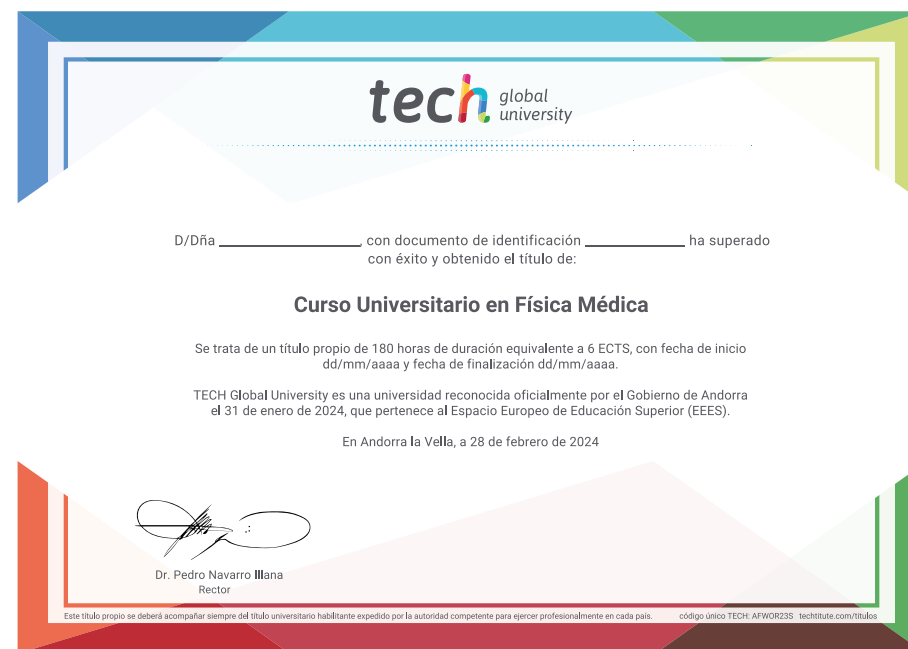 tech global university
D/Dña ____________________, con documento de identificación ______________ ha superado
con éxito y obtenido el título de:
Curso Universitario en Física Médica
Se trata de un título propio de 180 horas de duración equivalente a 6 ECTS, con fecha de inicio
dd/mm/aaaa y fecha de finalización dd/mm/aaaa.
TECH Global University es una universidad reconocida oficialmente por el Gobierno de Andorra
el 31 de enero de 2024, que pertenece al Espacio Europeo de Educación Superior (EEES).
En Andorra la Vella, a 28 de febrero de 2024
Dr. Pedro Navarro Illana
Rector
Este título propio se deberá acompañar siempre del título universitario habilitante expedido por la autoridad competente para ejercer profesionalmente en cada país. código único TECH: AFWOR23S techtitute.com/titulos